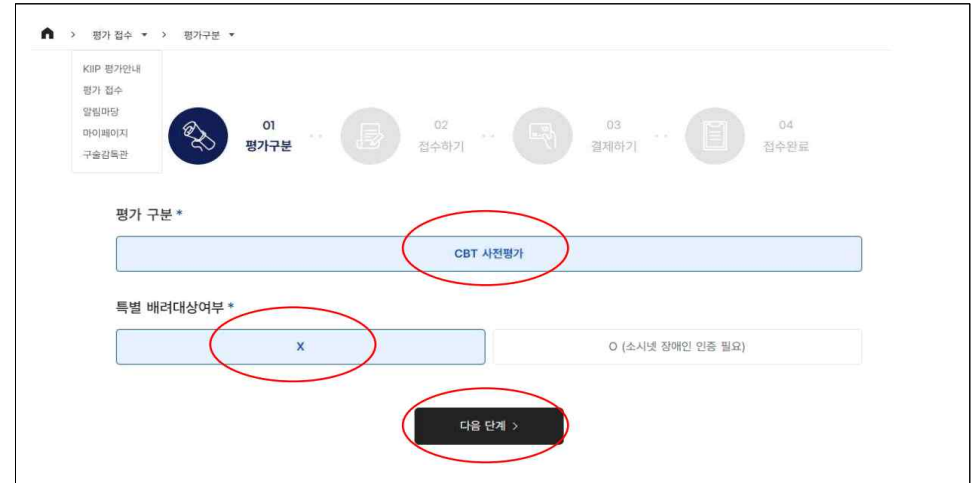 > 평가 접수 ▼ > 평가구분 ▼
KIIP 평가안내
평가 접수
알림마당
마이페이지
구술감독관
01
평가구분
02
접수하기
03
결제하기
04
접수완료
평가 구분 *
CBT 사전평가
특별 배려대상여부 *
X
O (소시넷 장애인 인증 필요)
다음 단계 >